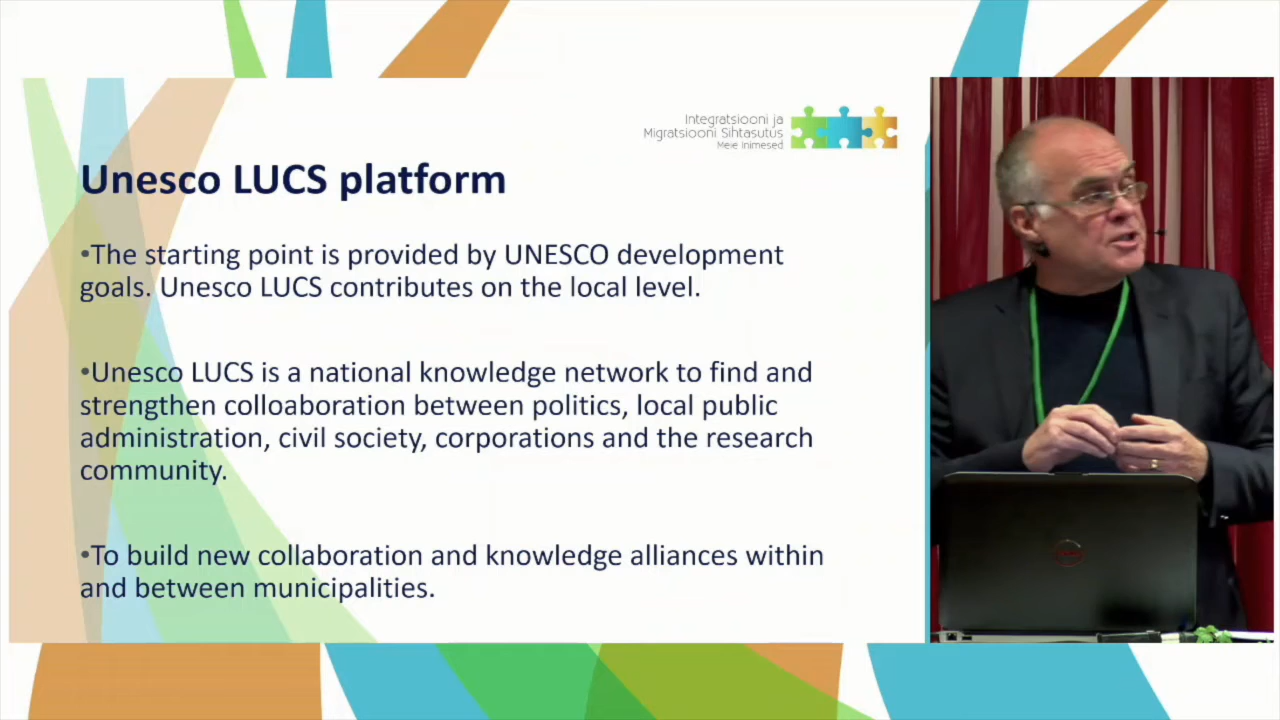 Integratsiooni ja
Migratsiooni Sihtasutus
Meie Inimesed
Unesco LUCS platform
•The starting point is provided by UNESCO development
goals. Unesco LUCS contributes on the local level.
•Unesco LUCS is a national knowledge network to find and
strengthen colloaboration between politics, local public
administration, civil society, corporations and the research
community.
•To build new collaboration and knowledge alliances within
and between municipalities.